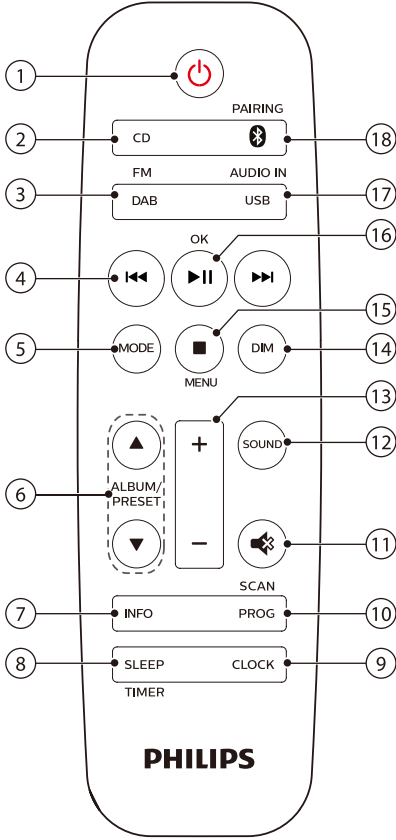 1
PAIRING
2 CD 18
FM AUDIO IN
3 DAB USB 17
OK 16
4
15
5 MODE DIM 14
MENU
13
+ SOUND 12
6 ALBUM/
PRESET
− 11
SCAN
7 INFO PROG 10
8 SLEEP CLOCK 9
TIMER
PHILIPS